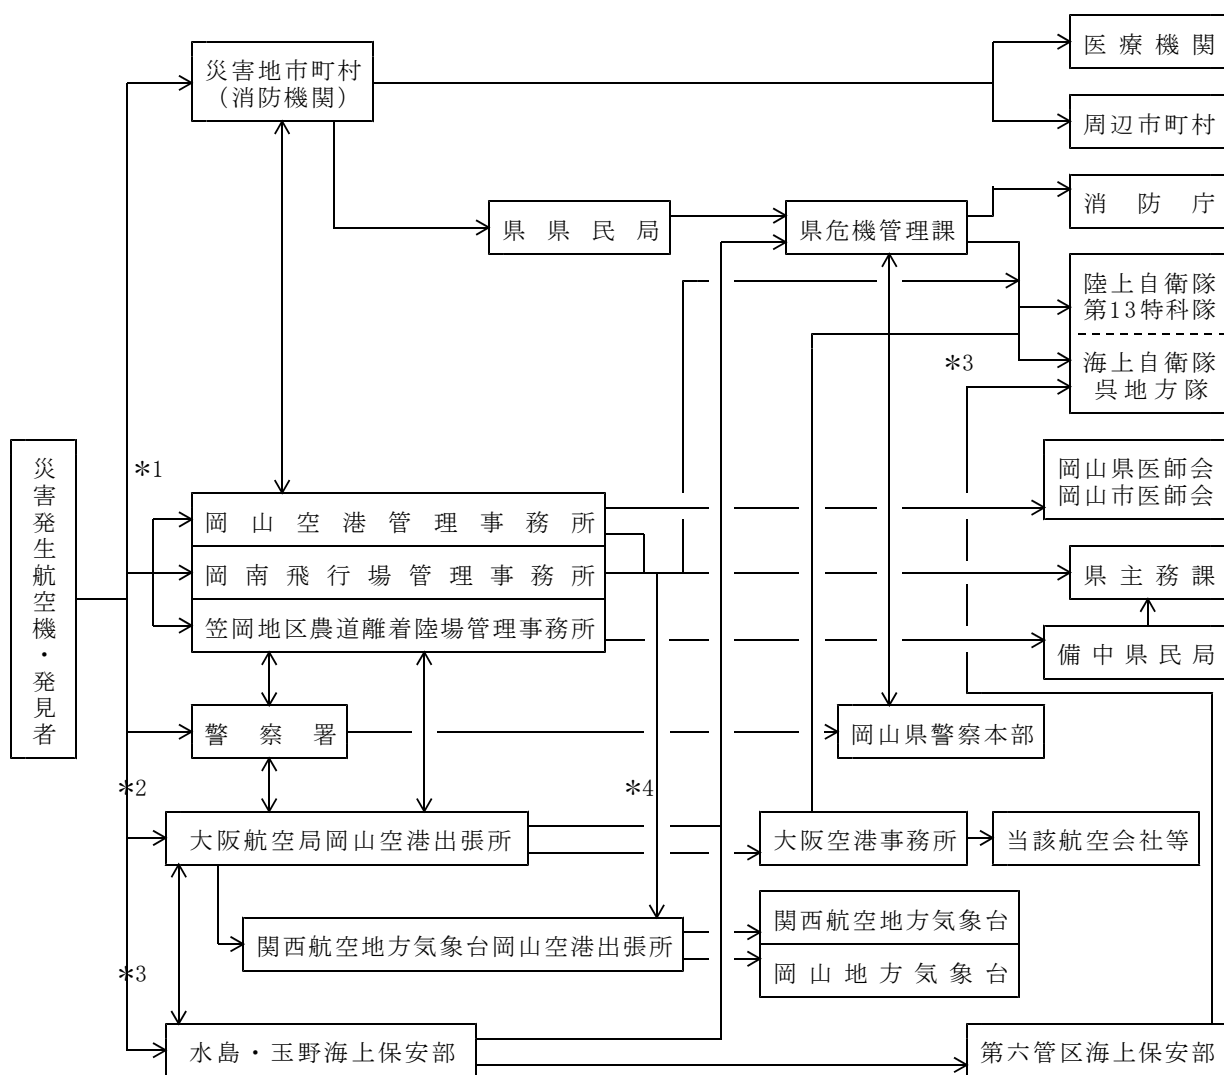 医療機関
災害地市町村
（消防機関）
周辺市町村
消防庁
県県民局
県危機管理課
陸上自衛隊
第13特科隊
*3
海上自衛隊
呉地方隊
災害発生航空機・発見者
*1
岡山県医師会
岡山市医師会
岡山空港管理事務所
岡南飛行場管理事務所
県主務課
笠岡地区農道離着陸場管理事務所
備中県民局
警察署
岡山県警察本部
*2
*4
大阪航空局岡山空港出張所
大阪空港事務所
当該航空会社等
関西航空地方気象台岡山空港出張所
関西航空地方気象台
岡山地方気象台
*3
水島・玉野海上保安部
第六管区海上保安部